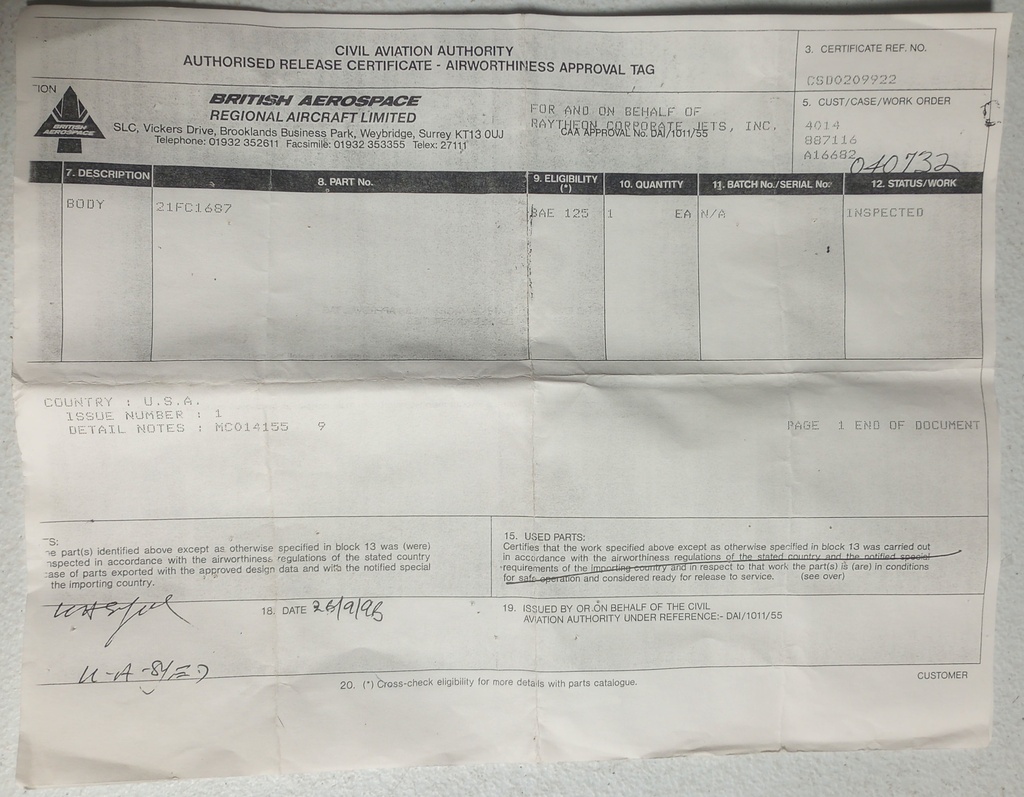 CIVIL AVIATION AUTHORITY
AUTHORISED RELEASE CERTIFICATE - AIRWORTHINESS APPROVAL TAG
3. CERTIFICATE REF. NO.
CSD0209922
ION
BRITISH AEROSPACE
BRITISH AEROSPACE
REGIONAL AIRCRAFT LIMITED
SLC, Vickers Drive, Brooklands Business Park, Weybridge, Surrey KT13 0UJ
Telephone: 01932 352611 Facsimile: 01932 353355 Telex: 27111
FOR AND ON BEHALF OF
RAYTHEON CORPORATE JETS, INC.
CAA APPROVAL No. DAI/1011/55
5. CUST/CASE/WORK ORDER
4014
887116
A16682
040732
7. DESCRIPTION 8. PART No. 9. ELIGIBILITY (*) 10. QUANTITY 11. BATCH No./SERIAL No. 12. STATUS/WORK
BODY 21FC1687 BAE 125 1 EA N/A INSPECTED
COUNTRY : U.S.A.
ISSUE NUMBER : 1
DETAIL NOTES : MC014155 9
PAGE 1 END OF DOCUMENT
S:
e part(s) identified above except as otherwise specified in block 13 was (were)
nspected in accordance with the airworthiness regulations of the stated country
ase of parts exported with the approved design data and with the notified special
the importing country.
15. USED PARTS:
Certifies that the work specified above except as otherwise specified in block 13 was carried out
in accordance with the airworthiness regulations of the stated country and the notified special
requirements of the importing country and in respect to that work the part(s) is (are) in conditions
for safe operation and considered ready for release to service. (see over)
18. DATE 26/9/96
19. ISSUED BY OR ON BEHALF OF THE CIVIL
AVIATION AUTHORITY UNDER REFERENCE:- DAI/1011/55
20. (*) Cross-check eligibility for more details with parts catalogue.
CUSTOMER